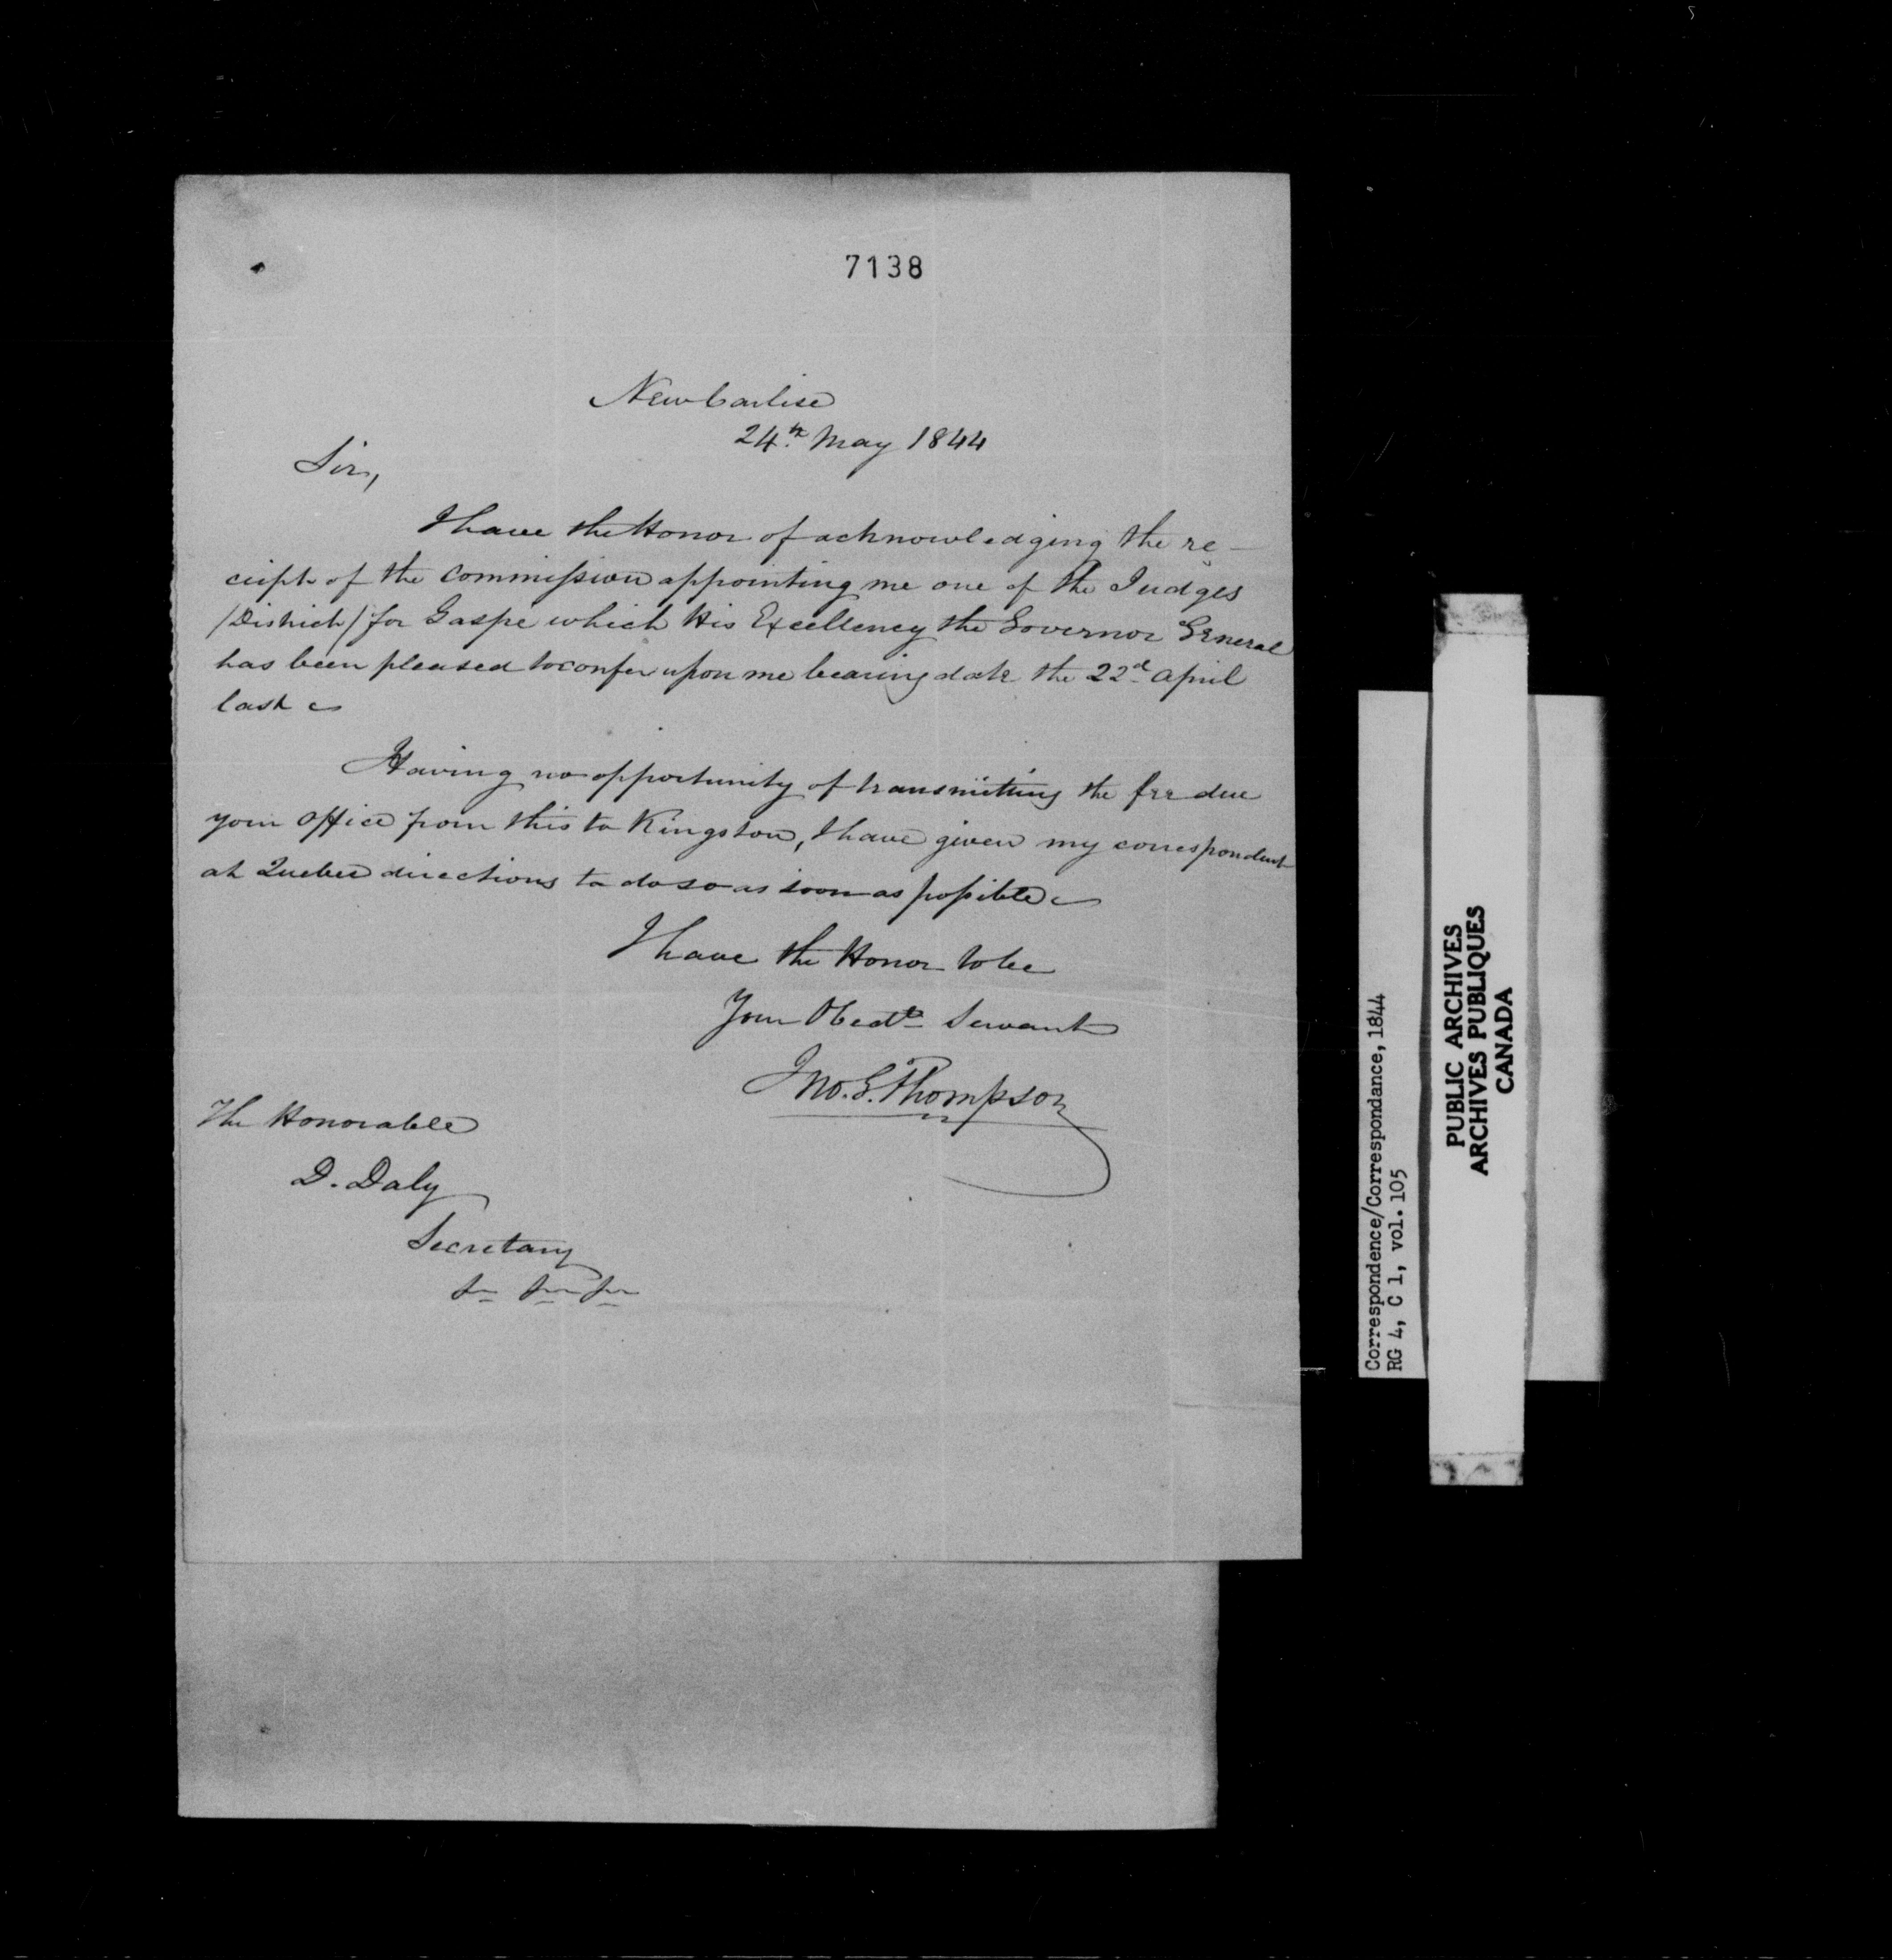 7138
New Carlise
24th May 1844
Sir,
I have the Honor of acknowledging the re-
ceipt of the Commission appointing me one of the Judges
/District/ for Gaspé which His Excellency the Governor General
has been pleased to confer upon me bearing date the 22d April
last
Having no opportunity of transmitting the fee due
your office from this to Kingston, I have given my correspondent
at Quebec directions to do so as soon as possible
I have the Honor to be
Your Obedt Servant
Jno. G. Thompson
The Honorable
D. Daly
Secretary
Correspondence/Correspondance, 1844
RG 4, C 1, vol. 105
PUBLIC ARCHIVES
ARCHIVES PUBLIQUES
CANADA